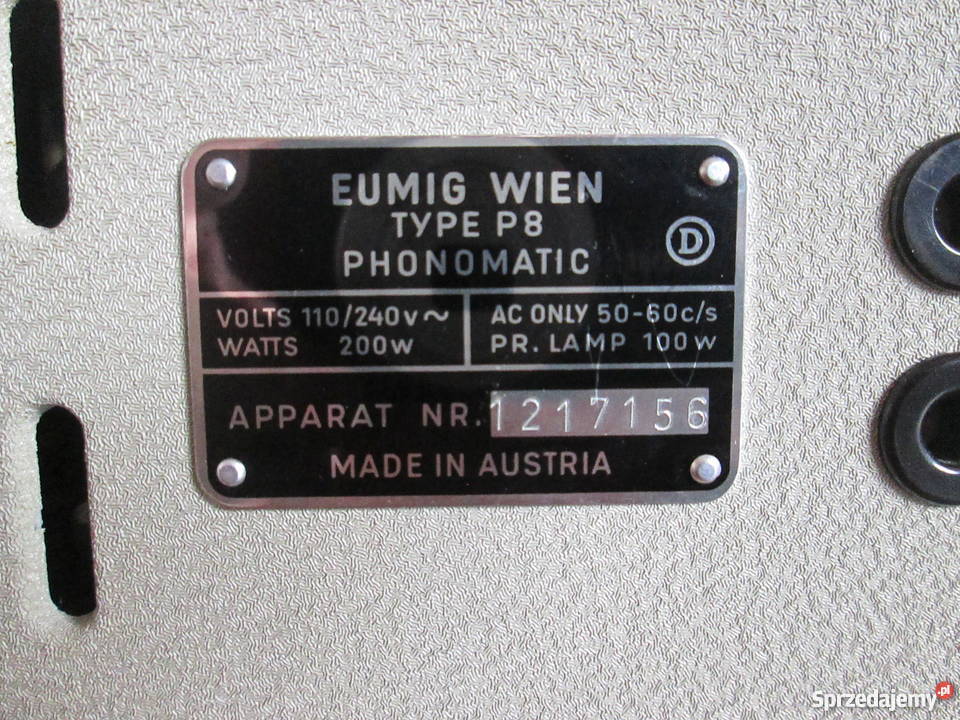 EUMIG WIEN
TYPE P8
D
PHONOMATIC
VOLTS 110/240v~
WATTS 200w
AC ONLY 50-60c/s
PR. LAMP 100w
APPARAT NR. 1217156
MADE IN AUSTRIA
Sprzedajemy.pl